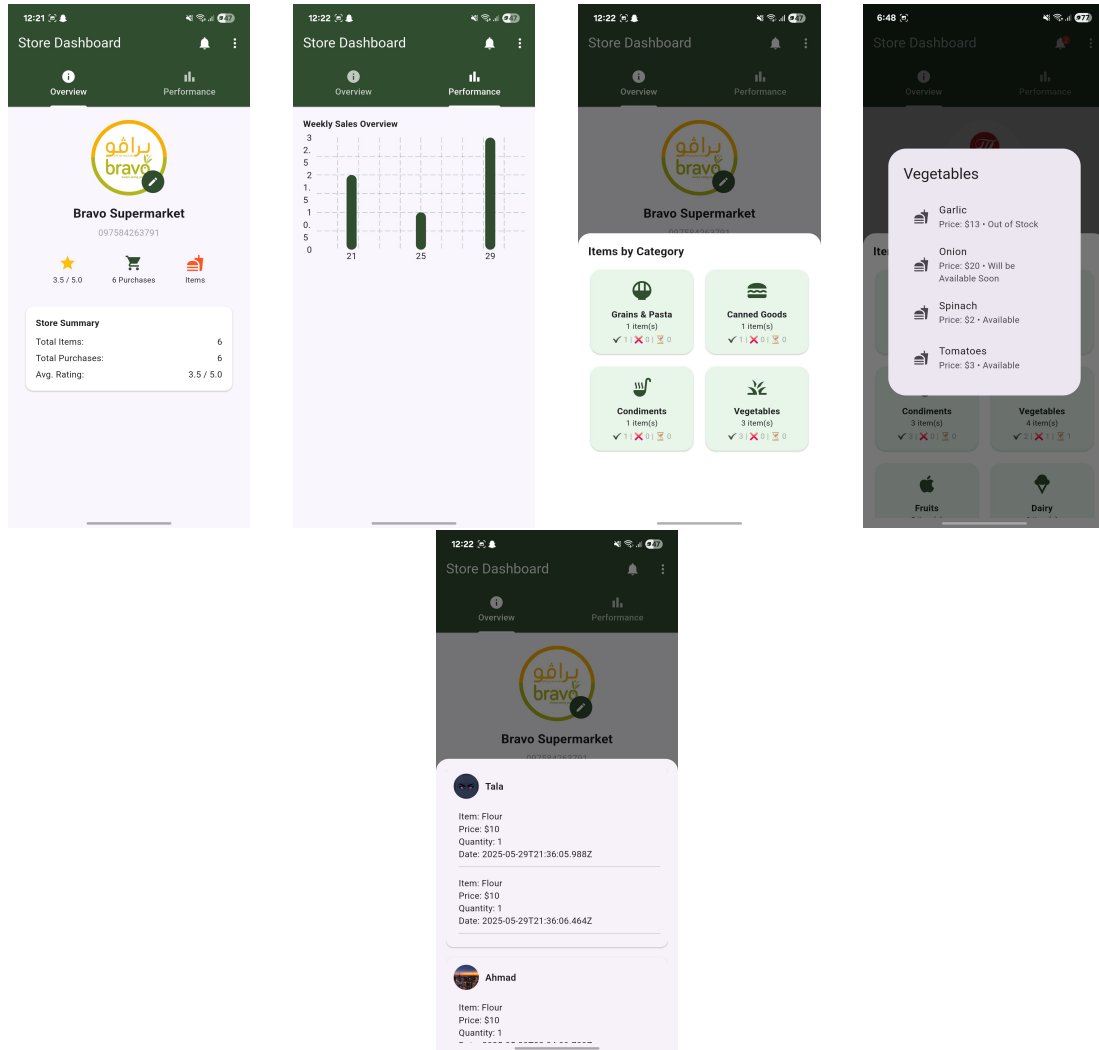 12:21
47
Store Dashboard
Overview
Performance
برافو
bravo
Bravo Supermarket
097584263791
3.5 / 5.0
6 Purchases
Items
Store Summary
Total Items: 6
Total Purchases: 6
Avg. Rating: 3.5 / 5.0
12:22
47
Store Dashboard
Overview
Performance
Weekly Sales Overview
3
2.
5
2
1.
5
1
0.
5
0
21
25
29
12:22
47
Store Dashboard
Overview
Performance
برافو
bravo
Bravo Supermarket
097584263791
Items by Category
Grains & Pasta
1 item(s)
✔ 1 | ❌ 0 | ⏳ 0
Canned Goods
1 item(s)
✔ 1 | ❌ 0 | ⏳ 0
Condiments
1 item(s)
✔ 1 | ❌ 0 | ⏳ 0
Vegetables
3 item(s)
✔ 3 | ❌ 0 | ⏳ 0
6:48
77
Store Dashboard
Overview
Performance
Vegetables
Garlic
Price: $13 • Out of Stock
Onion
Price: $20 • Will be
Available Soon
Spinach
Price: $2 • Available
Tomatoes
Price: $3 • Available
Condiments
3 item(s)
✔ 3 | ❌ 0 | ⏳ 0
Vegetables
4 item(s)
✔ 2 | ❌ 1 | ⏳ 1
Fruits
Dairy
12:22
47
Store Dashboard
Overview
Performance
برافو
bravo
Bravo Supermarket
097584263791
Tala
Item: Flour
Price: $10
Quantity: 1
Date: 2025-05-29T21:36:05.988Z
Item: Flour
Price: $10
Quantity: 1
Date: 2025-05-29T21:36:06.464Z
Ahmad
Item: Flour
Price: $10
Quantity: 1